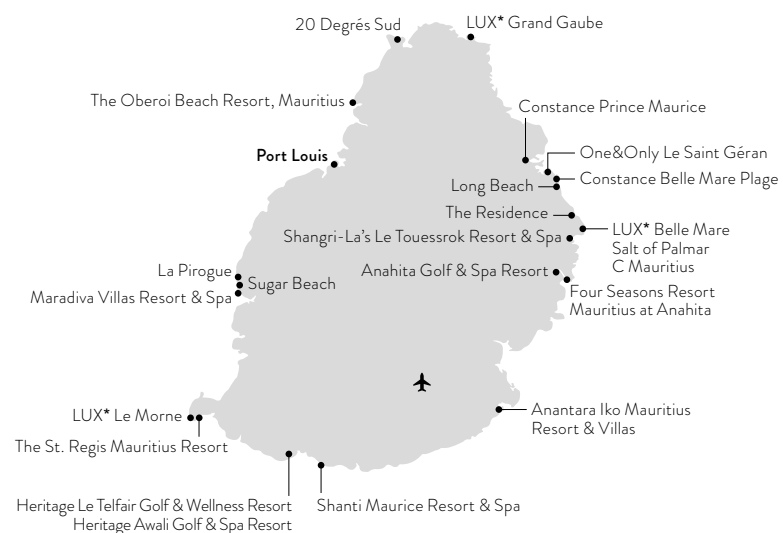 20 Degrés Sud
LUX* Grand Gaube
The Oberoi Beach Resort, Mauritius
Constance Prince Maurice
Port Louis
One&Only Le Saint Géran
Constance Belle Mare Plage
Long Beach
The Residence
LUX* Belle Mare
Salt of Palmar
C Mauritius
Shangri-La's Le Touessrok Resort & Spa
La Pirogue
Anahita Golf & Spa Resort
Sugar Beach
Maradiva Villas Resort & Spa
Four Seasons Resort
Mauritius at Anahita
LUX* Le Morne
Anantara Iko Mauritius
Resort & Villas
The St. Regis Mauritius Resort
Heritage Le Telfair Golf & Wellness Resort
Heritage Awali Golf & Spa Resort
Shanti Maurice Resort & Spa